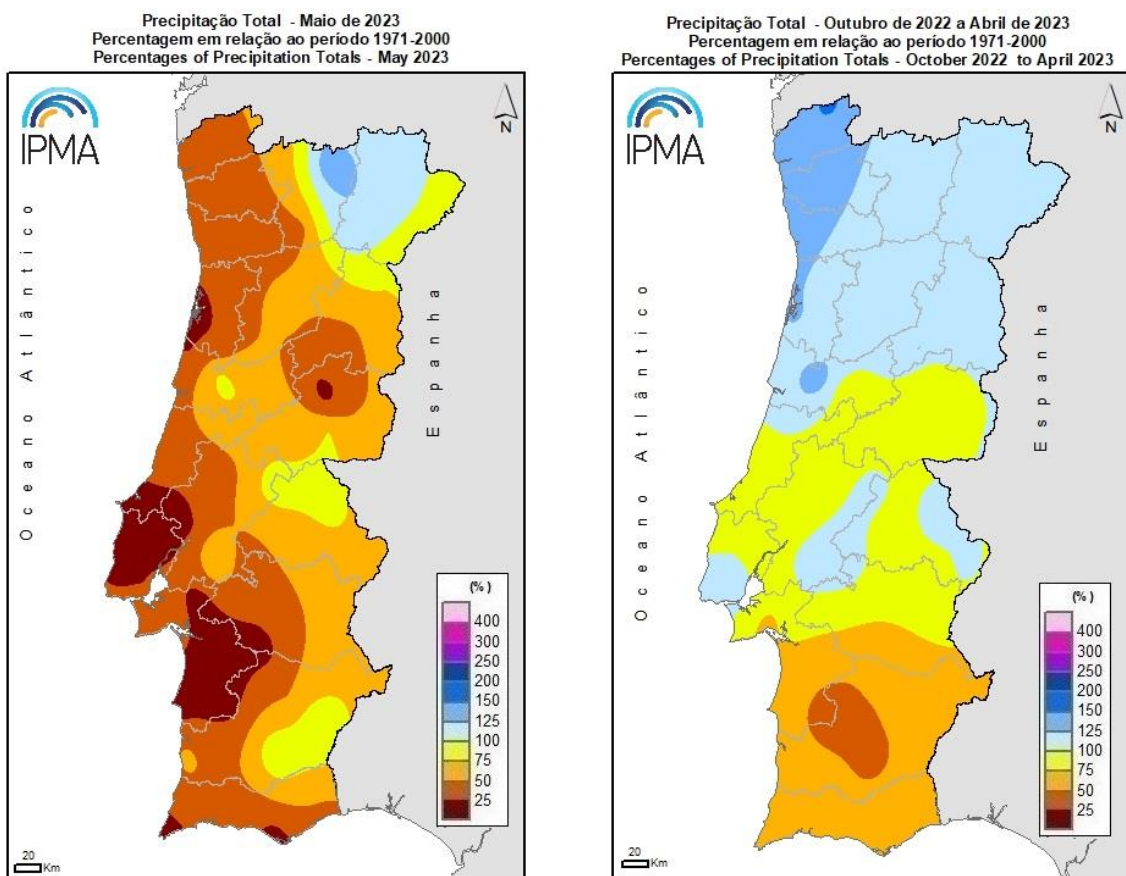 Precipitação Total - Maio de 2023
Percentagem em relação ao período 1971-2000
Percentages of Precipitation Totals - May 2023
IPMA
N
Oceano Atlântico
Espanha
(%)
400
300
250
200
150
125
100
75
50
25
20
Km
Precipitação Total - Outubro de 2022 a Abril de 2023
Percentagem em relação ao período 1971-2000
Percentages of Precipitation Totals - October 2022 to April 2023
IPMA
N
Oceano Atlântico
Espanha
(%)
400
300
250
200
150
125
100
75
50
25
20
Km